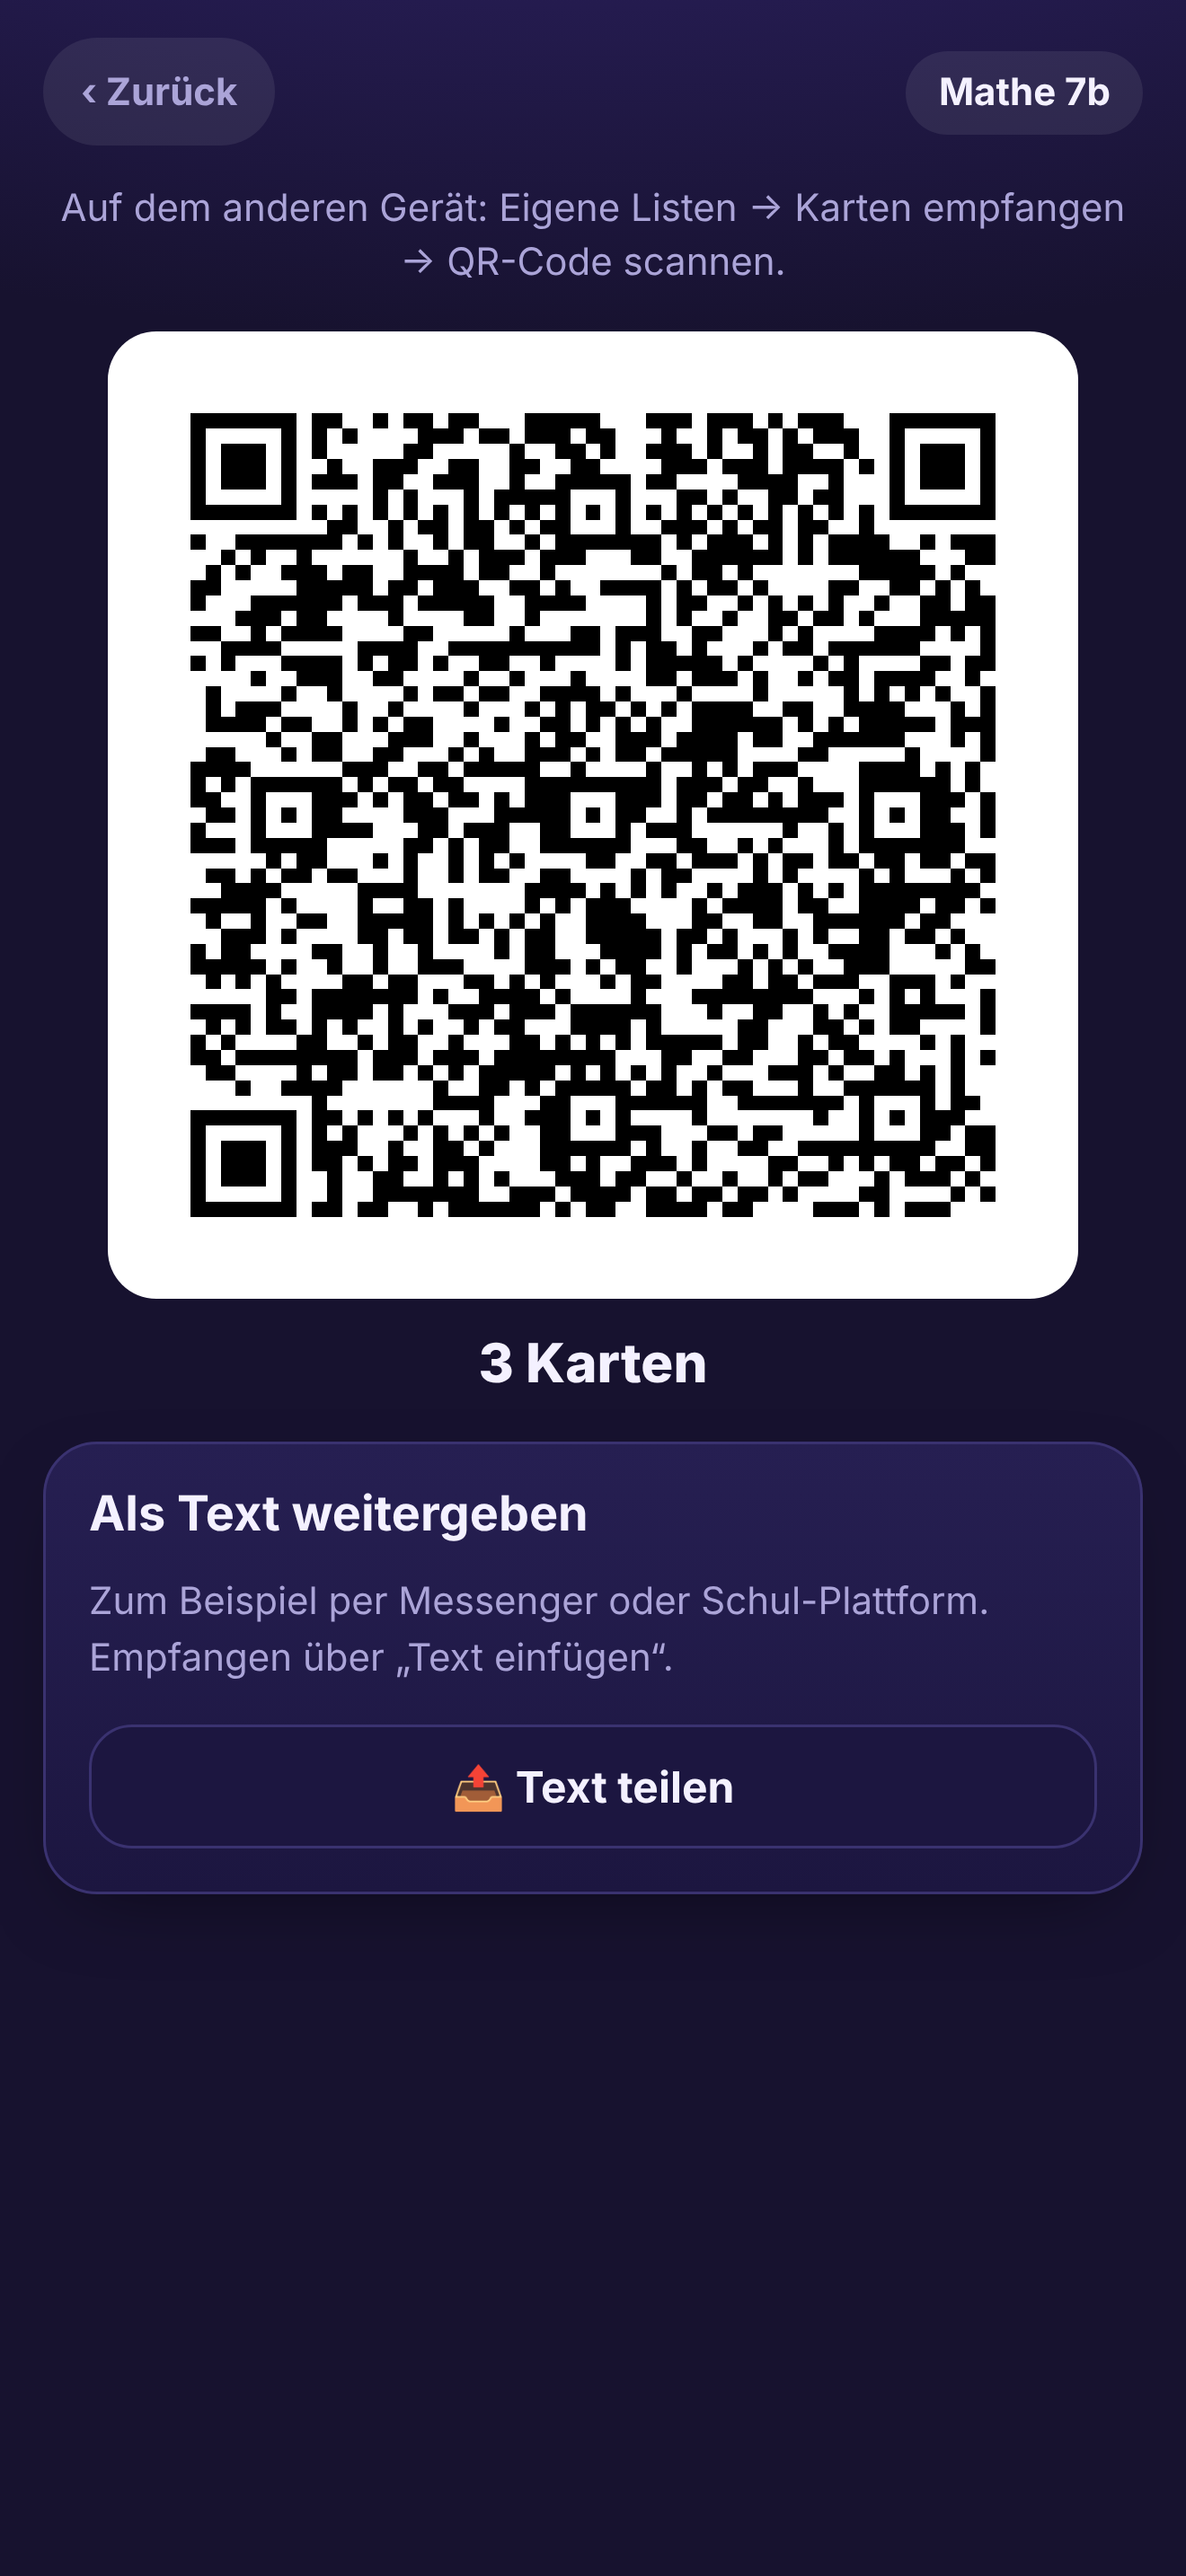 ‹ Zurück
Mathe 7b
Auf dem anderen Gerät: Eigene Listen → Karten empfangen
→ QR-Code scannen.
3 Karten
Als Text weitergeben
Zum Beispiel per Messenger oder Schul-Plattform.
Empfangen über „Text einfügen“.
📤 Text teilen